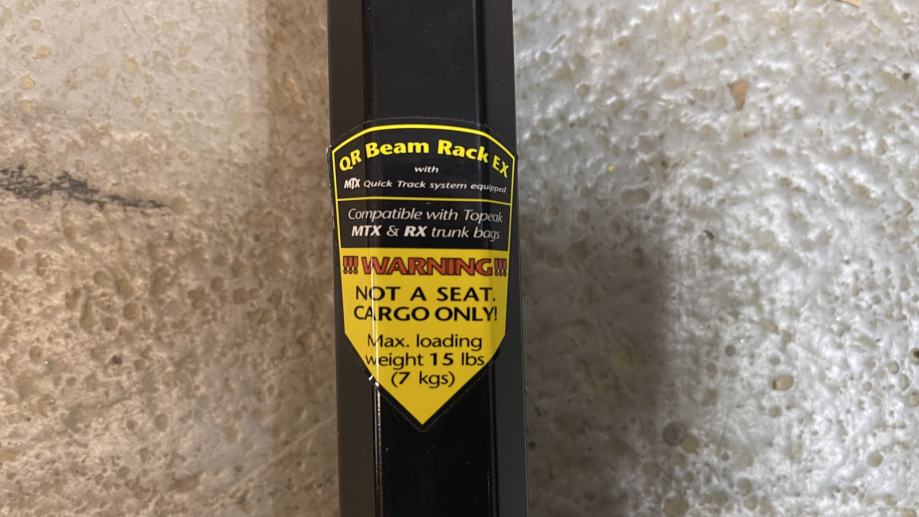 QR Beam Rack EX
with
MTX Quick Track system equipped
Compatible with Topeak
MTX & RX trunk bags
!!! WARNING !!!
NOT A SEAT.
CARGO ONLY!
Max. loading
weight 15 lbs
(7 kgs)